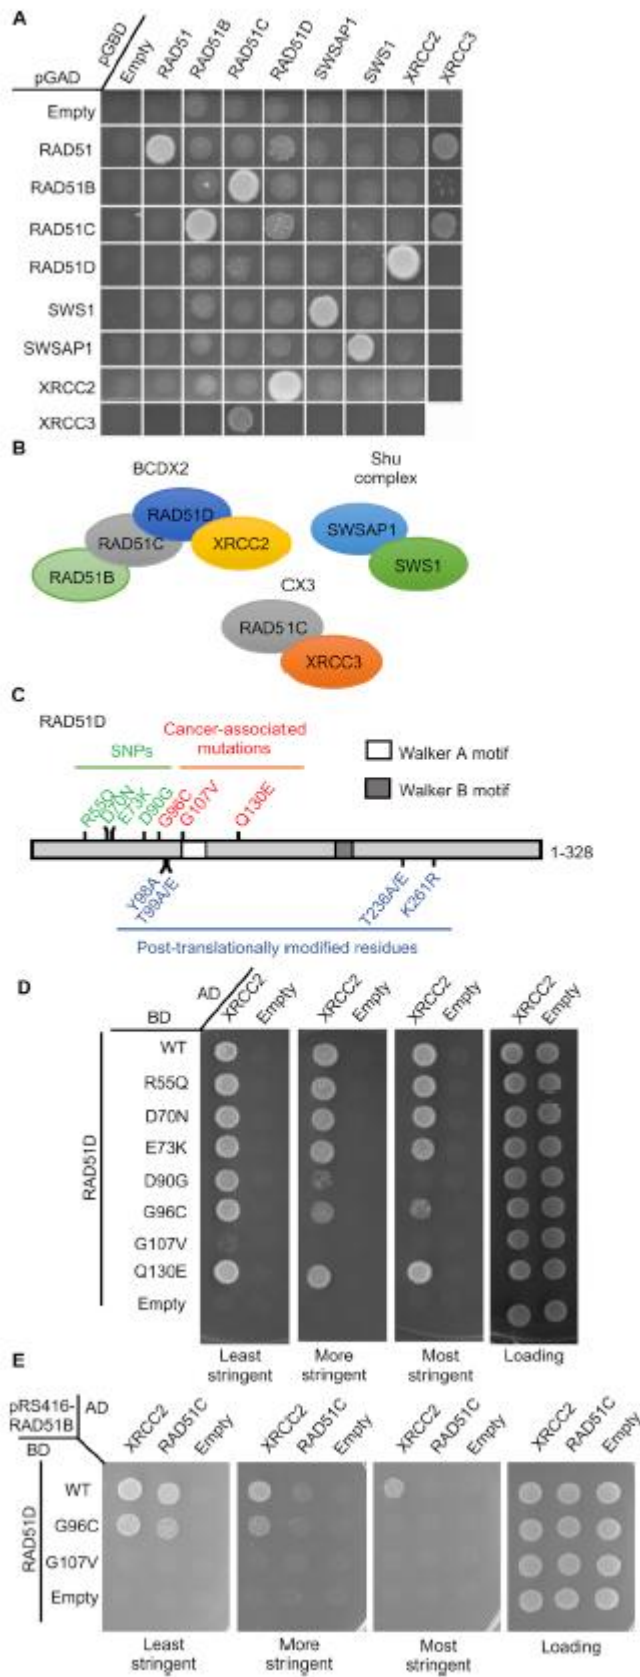 A
pGBD
Empty
RAD51
RAD51B
RAD51C
RAD51D
SWSAP1
SWS1
XRCC2
XRCC3
pGAD
Empty
RAD51
RAD51B
RAD51C
RAD51D
SWS1
SWSAP1
XRCC2
XRCC3
B
BCDX2
Shu
complex
RAD51D
RAD51C
XRCC2
RAD51B
SWSAP1
SWS1
CX3
RAD51C
XRCC3
C
RAD51D
Cancer-associated
mutations
SNPs
Walker A motif
Walker B motif
R55Q
D70N
E73K
D90G
G96C
G107V
Q130E
1-328
Y98A
T99A/E
T236A/E
K261R
Post-translationally modified residues
D
AD
XRCC2
Empty
XRCC2
Empty
XRCC2
Empty
XRCC2
Empty
BD
RAD51D
WT
R55Q
D70N
E73K
D90G
G96C
G107V
Q130E
Empty
Least
stringent
More
stringent
Most
stringent
Loading
E
pRS416-
RAD51B
AD
XRCC2
RAD51C
Empty
XRCC2
RAD51C
Empty
XRCC2
RAD51C
Empty
XRCC2
RAD51C
Empty
BD
RAD51D
WT
G96C
G107V
Empty
Least
stringent
More
stringent
Most
stringent
Loading